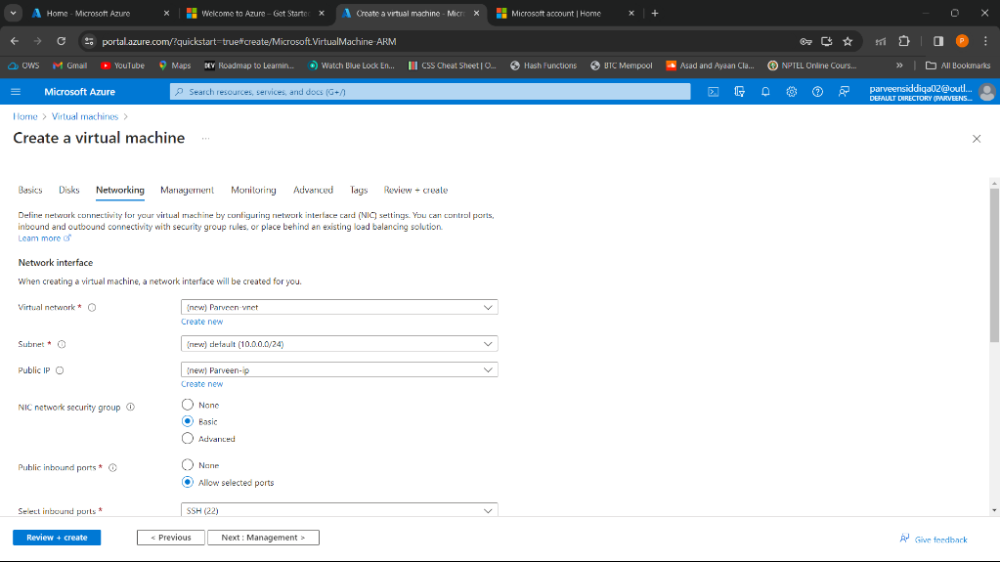 Home - Microsoft Azure
Welcome to Azure – Get Starte
Create a virtual machine - Micr
Microsoft account | Home
portal.azure.com/?quickstart=true#create/Microsoft.VirtualMachine-ARM
P
OWS
Gmail
YouTube
Maps
DEV
Roadmap to Learnin...
Watch Blue Lock En...
CSS Cheat Sheet | O...
Hash Functions
BTC Mempool
Asad and Ayaan Cla...
NPTEL Online Cours...
»
All Bookmarks
Microsoft Azure
Search resources, services, and docs (G+/)
parveensiddiqa02@outl...
DEFAULT DIRECTORY (PARVEENS...
Home > Virtual machines >
Create a virtual machine ...
Basics Disks Networking Management Monitoring Advanced Tags Review + create
Define network connectivity for your virtual machine by configuring network interface card (NIC) settings. You can control ports,
inbound and outbound connectivity with security group rules, or place behind an existing load balancing solution.
Learn more
Network interface
When creating a virtual machine, a network interface will be created for you.
Virtual network *
(new) Parveen-vnet
Create new
Subnet *
(new) default (10.0.0.0/24)
Public IP
(new) Parveen-ip
Create new
NIC network security group
None
Basic
Advanced
Public inbound ports *
None
Allow selected ports
Select inbound ports *
SSH (22)
Review + create
< Previous
Next : Management >
Give feedback